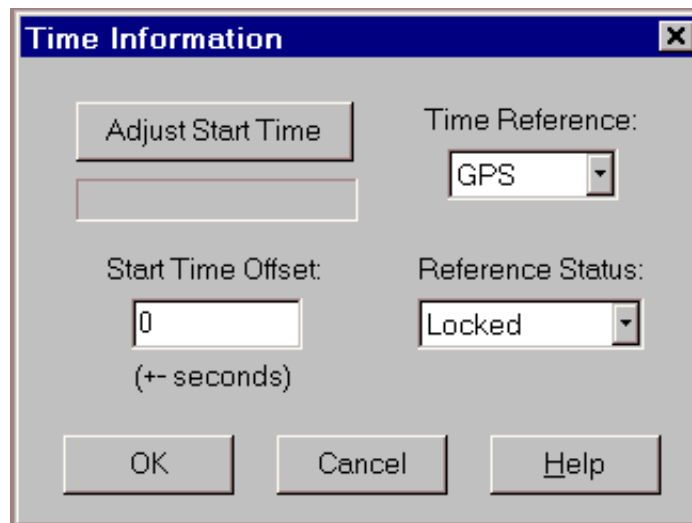 Time Information
Adjust Start Time
Time Reference:
GPS
Start Time Offset:
Reference Status:
0
Locked
(+- seconds)
OK
Cancel
Help